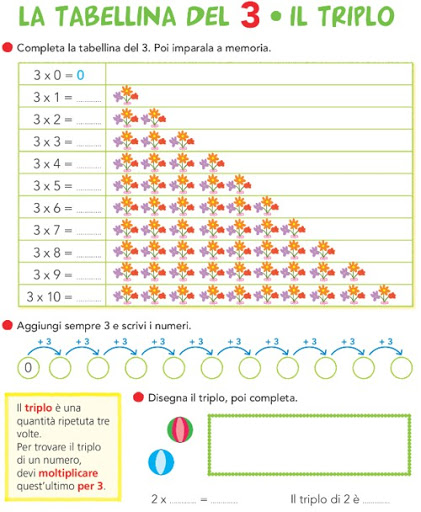 LA TABELLINA DEL 3 • IL TRIPLO
Completa la tabellina del 3. Poi imparala a memoria.
3 x 0 = 0
3 x 1 = ..........
3 x 2 = ..........
3 x 3 = ..........
3 x 4 = ..........
3 x 5 = ..........
3 x 6 = ..........
3 x 7 = ..........
3 x 8 = ..........
3 x 9 = ..........
3 x 10 = ..........
Aggiungi sempre 3 e scrivi i numeri.
+ 3 + 3 + 3 + 3 + 3 + 3 + 3 + 3 + 3 + 3
0
Il triplo è una
quantità ripetuta tre
volte.
Per trovare il triplo
di un numero,
devi moltiplicare
quest'ultimo per 3.
Disegna il triplo, poi completa.
2 x .......... = ..........
Il triplo di 2 è ..........